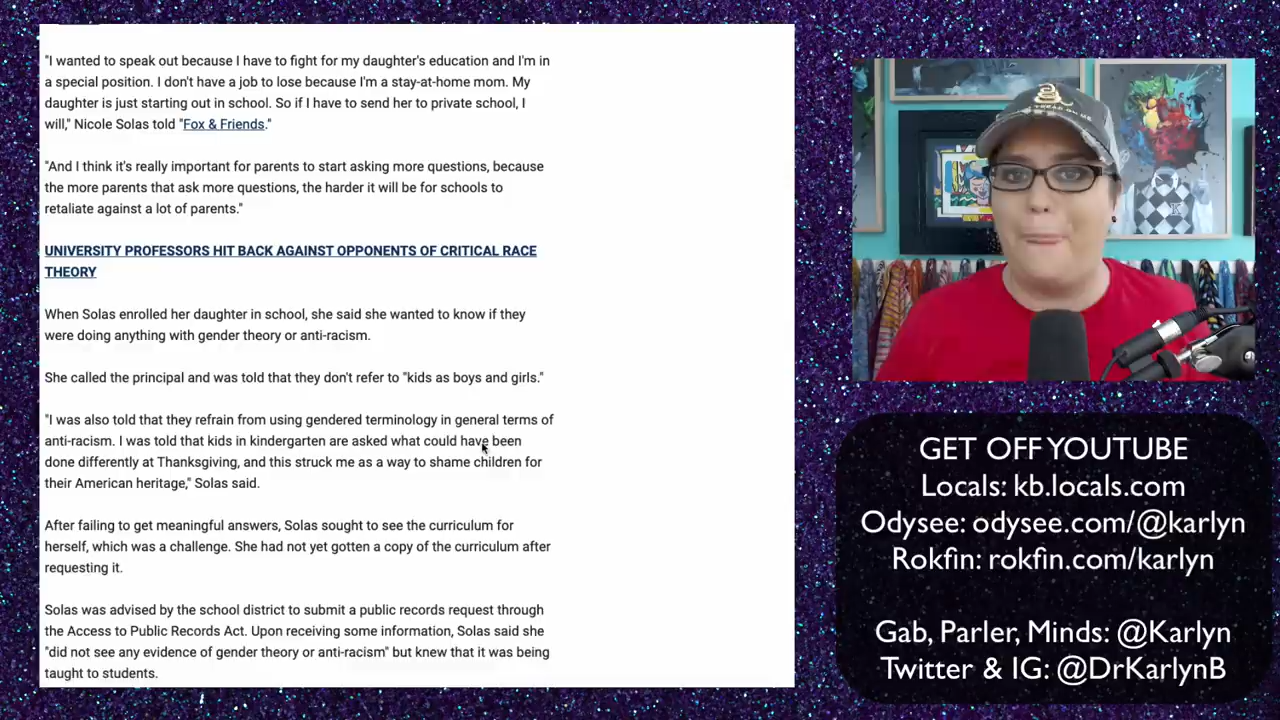 "I wanted to speak out because I have to fight for my daughter's education and I'm in
a special position. I don't have a job to lose because I'm a stay-at-home mom. My
daughter is just starting out in school. So if I have to send her to private school, I
will," Nicole Solas told "Fox & Friends."
"And I think it's really important for parents to start asking more questions, because
the more parents that ask more questions, the harder it will be for schools to
retaliate against a lot of parents."
UNIVERSITY PROFESSORS HIT BACK AGAINST OPPONENTS OF CRITICAL RACE
THEORY
When Solas enrolled her daughter in school, she said she wanted to know if they
were doing anything with gender theory or anti-racism.
She called the principal and was told that they don't refer to "kids as boys and girls."
"I was also told that they refrain from using gendered terminology in general terms of
anti-racism. I was told that kids in kindergarten are asked what could have been
done differently at Thanksgiving, and this struck me as a way to shame children for
their American heritage," Solas said.
After failing to get meaningful answers, Solas sought to see the curriculum for
herself, which was a challenge. She had not yet gotten a copy of the curriculum after
requesting it.
Solas was advised by the school district to submit a public records request through
the Access to Public Records Act. Upon receiving some information, Solas said she
"did not see any evidence of gender theory or anti-racism" but knew that it was being
taught to students.
GET OFF YOUTUBE
Locals: kb.locals.com
Odysee: odysee.com/@karlyn
Rokfin: rokfin.com/karlyn
Gab, Parler, Minds: @Karlyn
Twitter & IG: @DrKarlynB